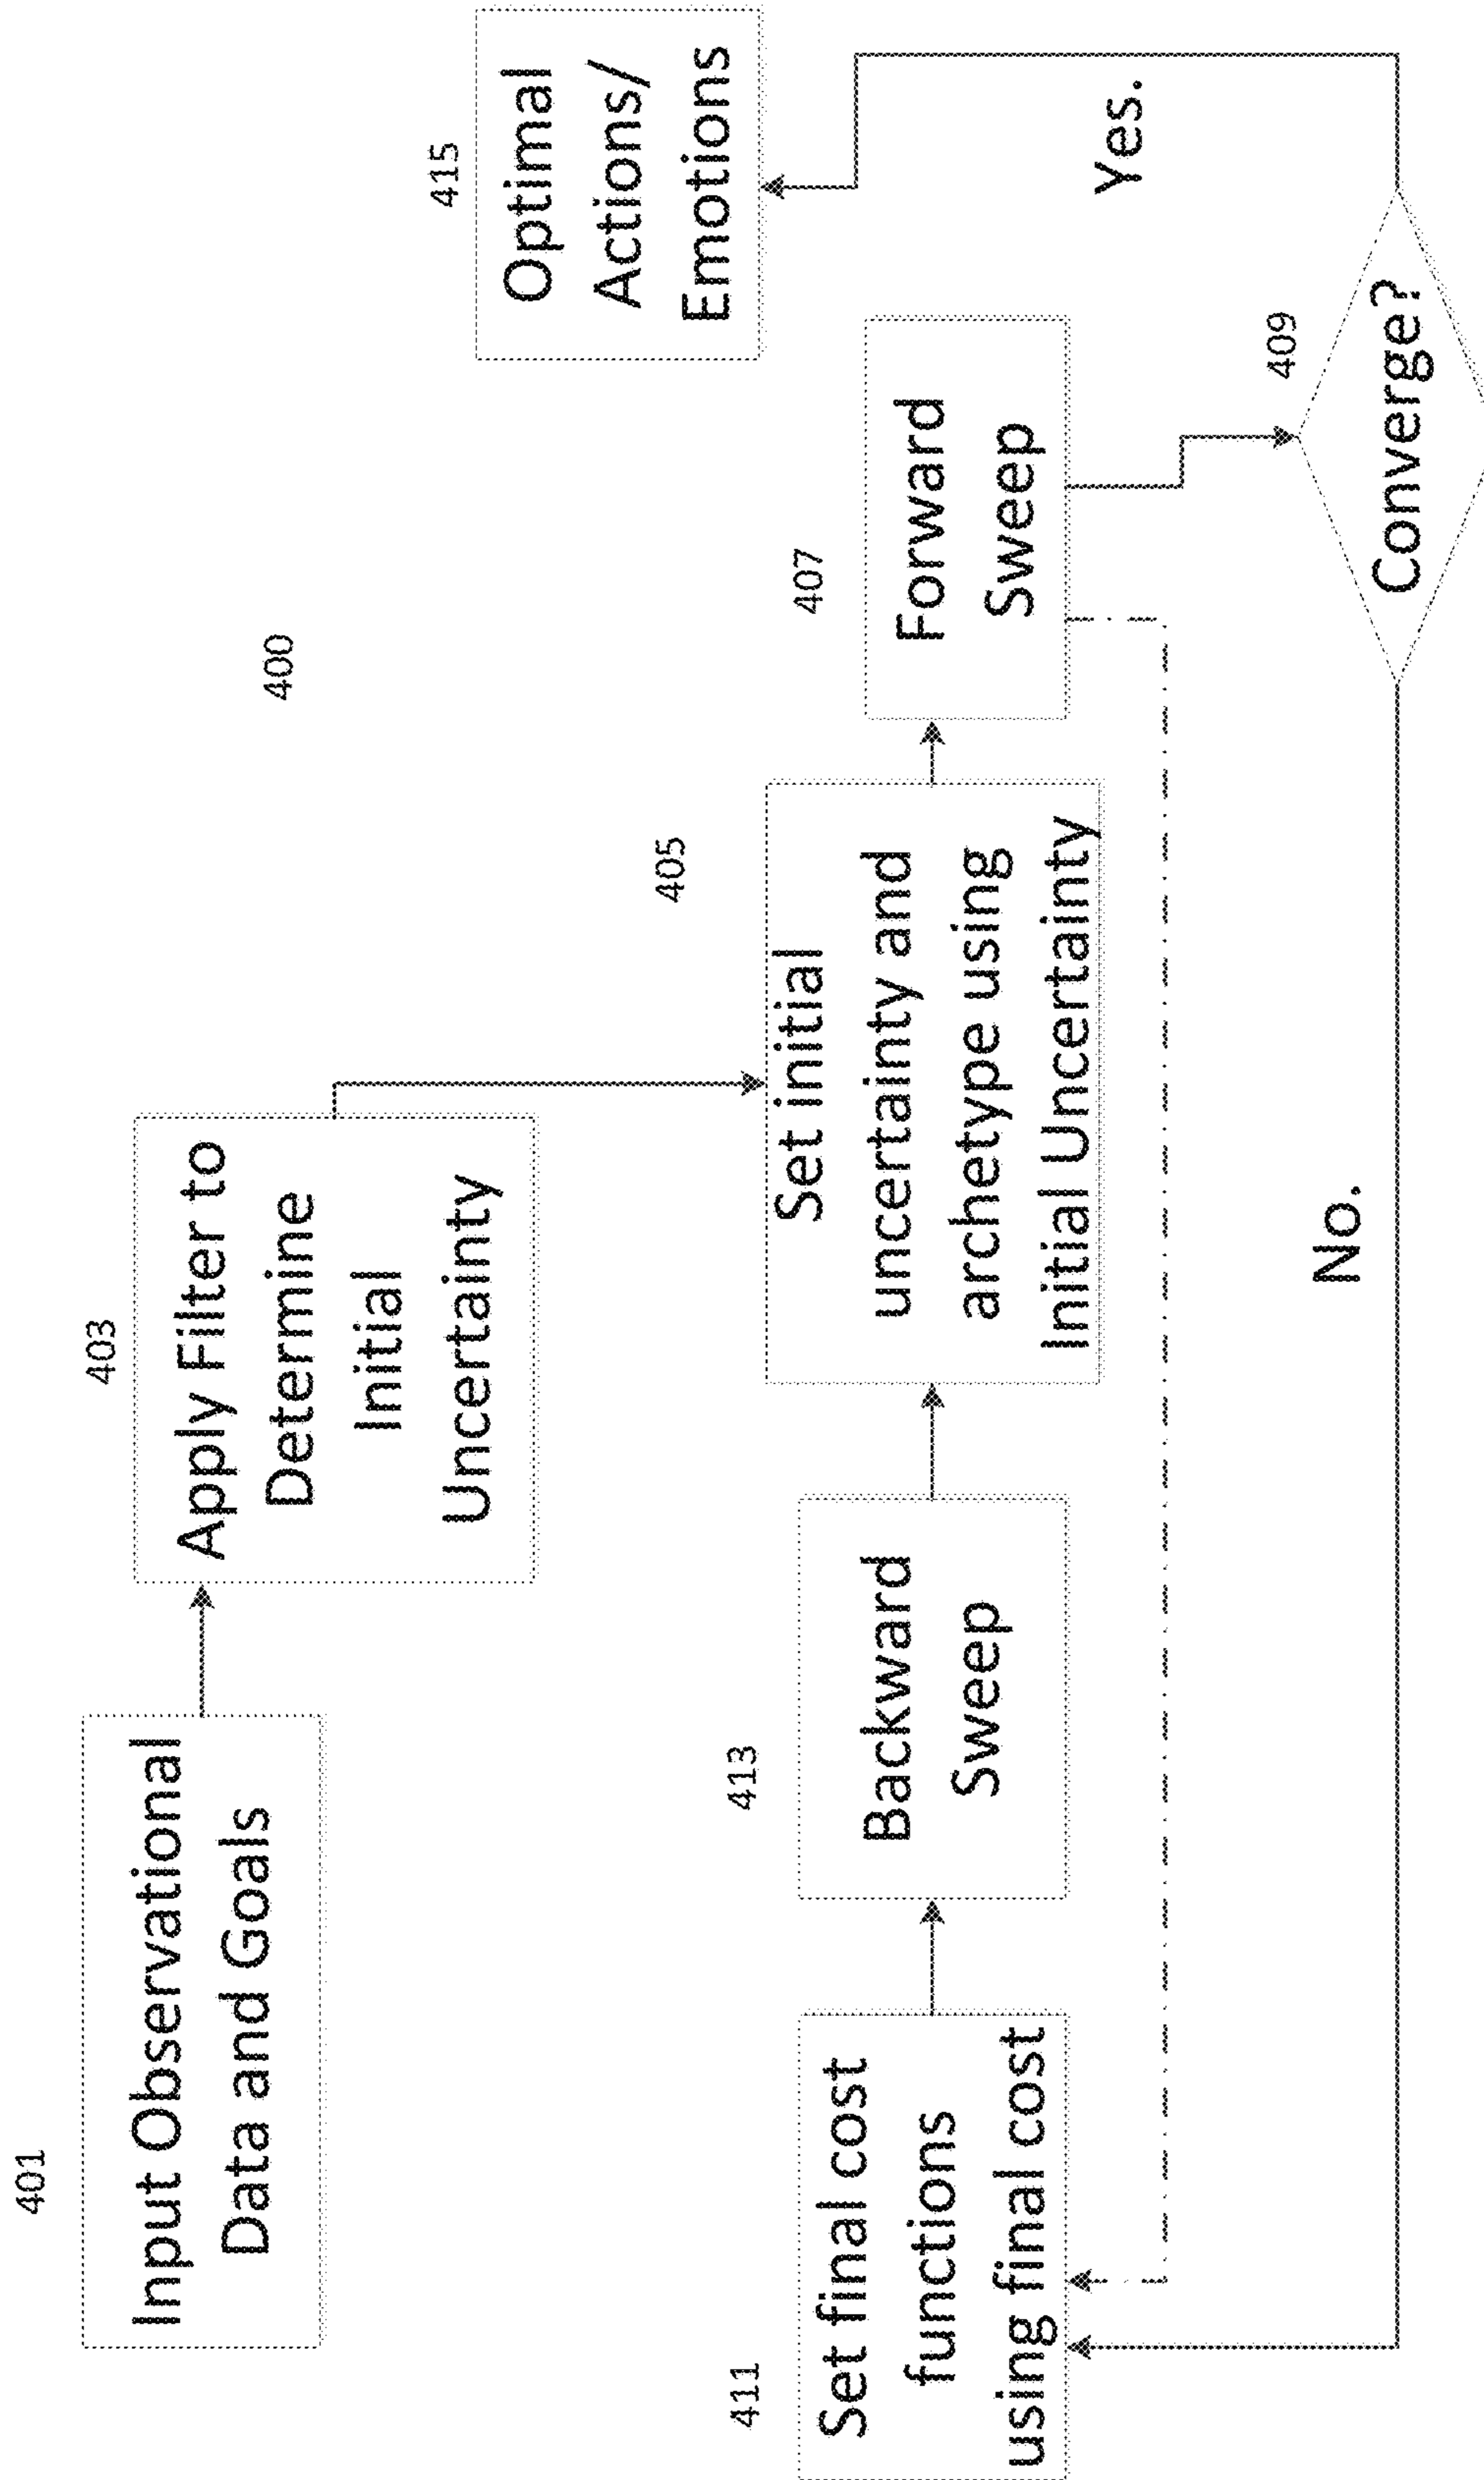 400
401
Input Observational
Data and Goals
403
Apply Filter to
Determine
Initial
Uncertainty
415
Optimal
Actions/
Emotions
411
Set final cost
functions
using final cost
413
Backward
Sweep
405
Set initial
uncertainty and
archetype using
Initial Uncertainty
407
Forward
Sweep
409
Converge?
Yes.
No.